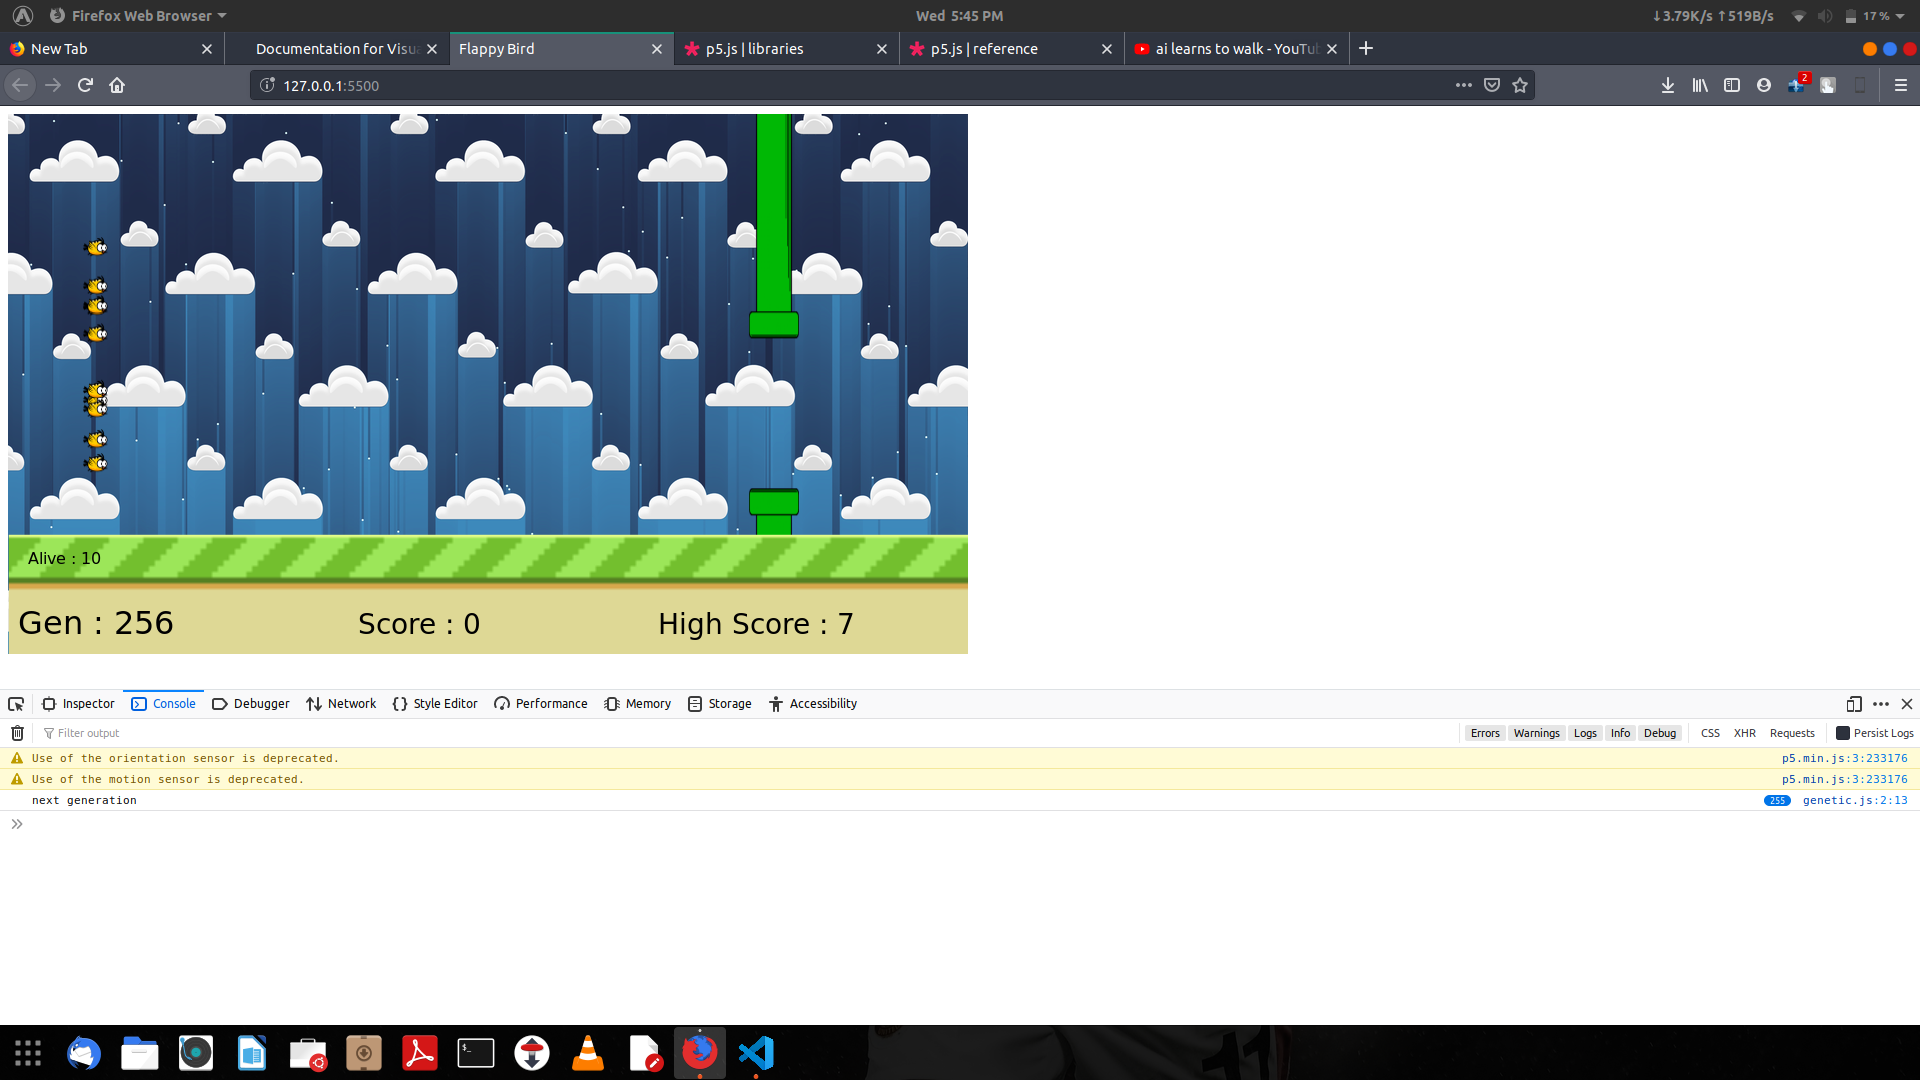 Firefox Web Browser
Wed 5:45 PM
↓3.79K/s ↑519B/s
17 %
New Tab
Documentation for Visua
Flappy Bird
p5.js | libraries
p5.js | reference
ai learns to walk - YouTub
127.0.0.1:5500
2
Alive : 10
Gen : 256
Score : 0
High Score : 7
Inspector
Console
Debugger
Network
Style Editor
Performance
Memory
Storage
Accessibility
Filter output
Errors
Warnings
Logs
Info
Debug
CSS
XHR
Requests
Persist Logs
Use of the orientation sensor is deprecated.
p5.min.js:3:233176
Use of the motion sensor is deprecated.
p5.min.js:3:233176
next generation
255
genetic.js:2:13